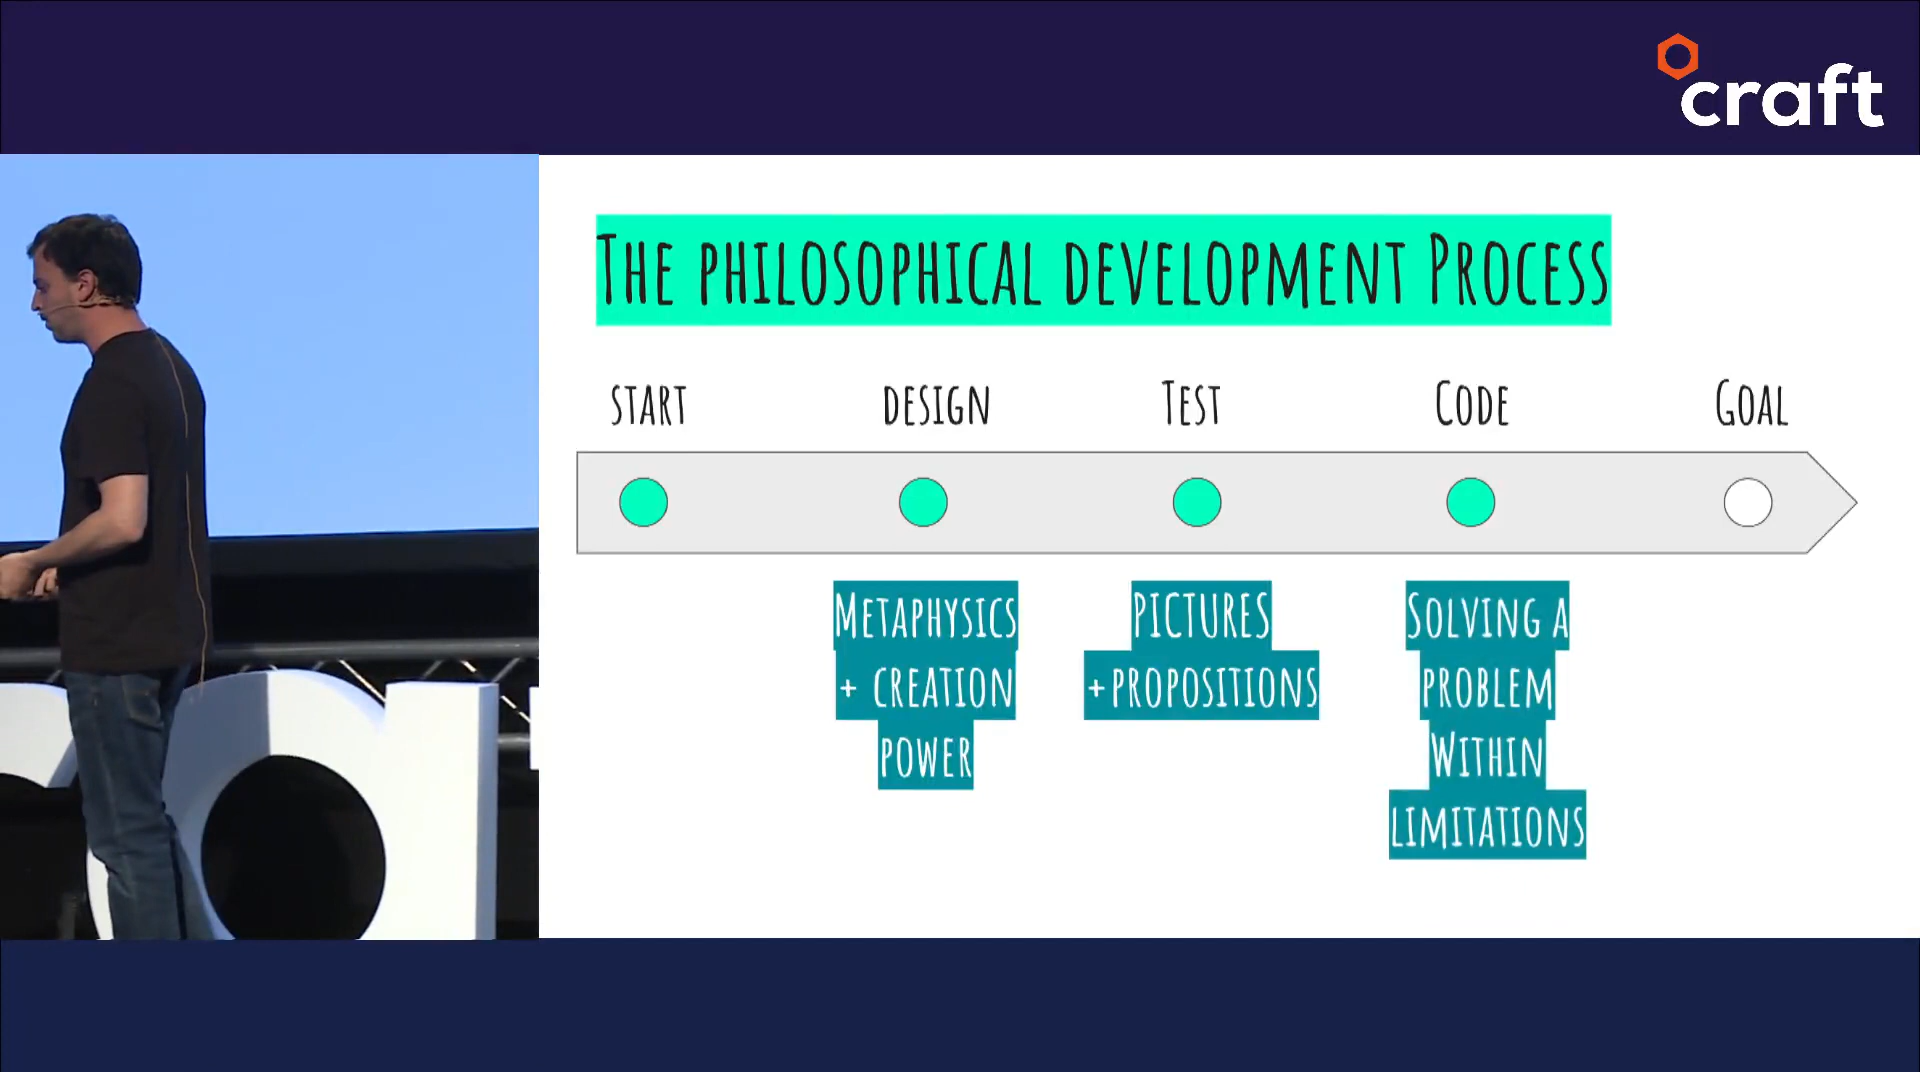 craft
The philosophical development Process
start
design
Test
Code
Goal
Metaphysics
+ creation
power
pictures
+propositions
Solving a
problem
Within
limitations